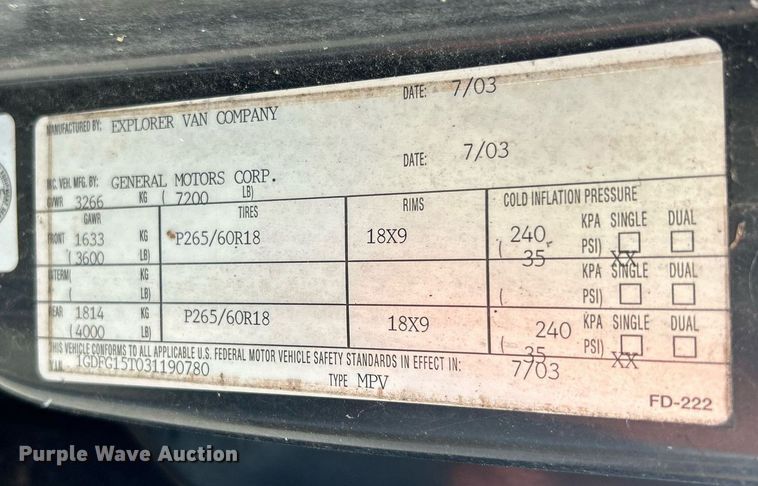 DATE: 7/03
MANUFACTURED BY: EXPLORER VAN COMPANY
DATE: 7/03
INC. VEH. MFG. BY: GENERAL MOTORS CORP.
GVWR 3266 KG ( 7200 LB)
GAWR TIRES RIMS COLD INFLATION PRESSURE
FRONT 1633 KG P265/60R18 18X9 240 KPA SINGLE DUAL
(3600 LB) ( 35 PSI) XX
INTERM KG KPA SINGLE DUAL
( LB) ( PSI)
REAR 1814 KG P265/60R18 18X9 240 KPA SINGLE DUAL
(4000 LB) ( 35 PSI) XX
THIS VEHICLE CONFORMS TO ALL APPLICABLE U.S. FEDERAL MOTOR VEHICLE SAFETY STANDARDS IN EFFECT IN: 7/03
V.I.N. 1GDFG15T031190780 TYPE MPV
FD-222
Purple Wave Auction